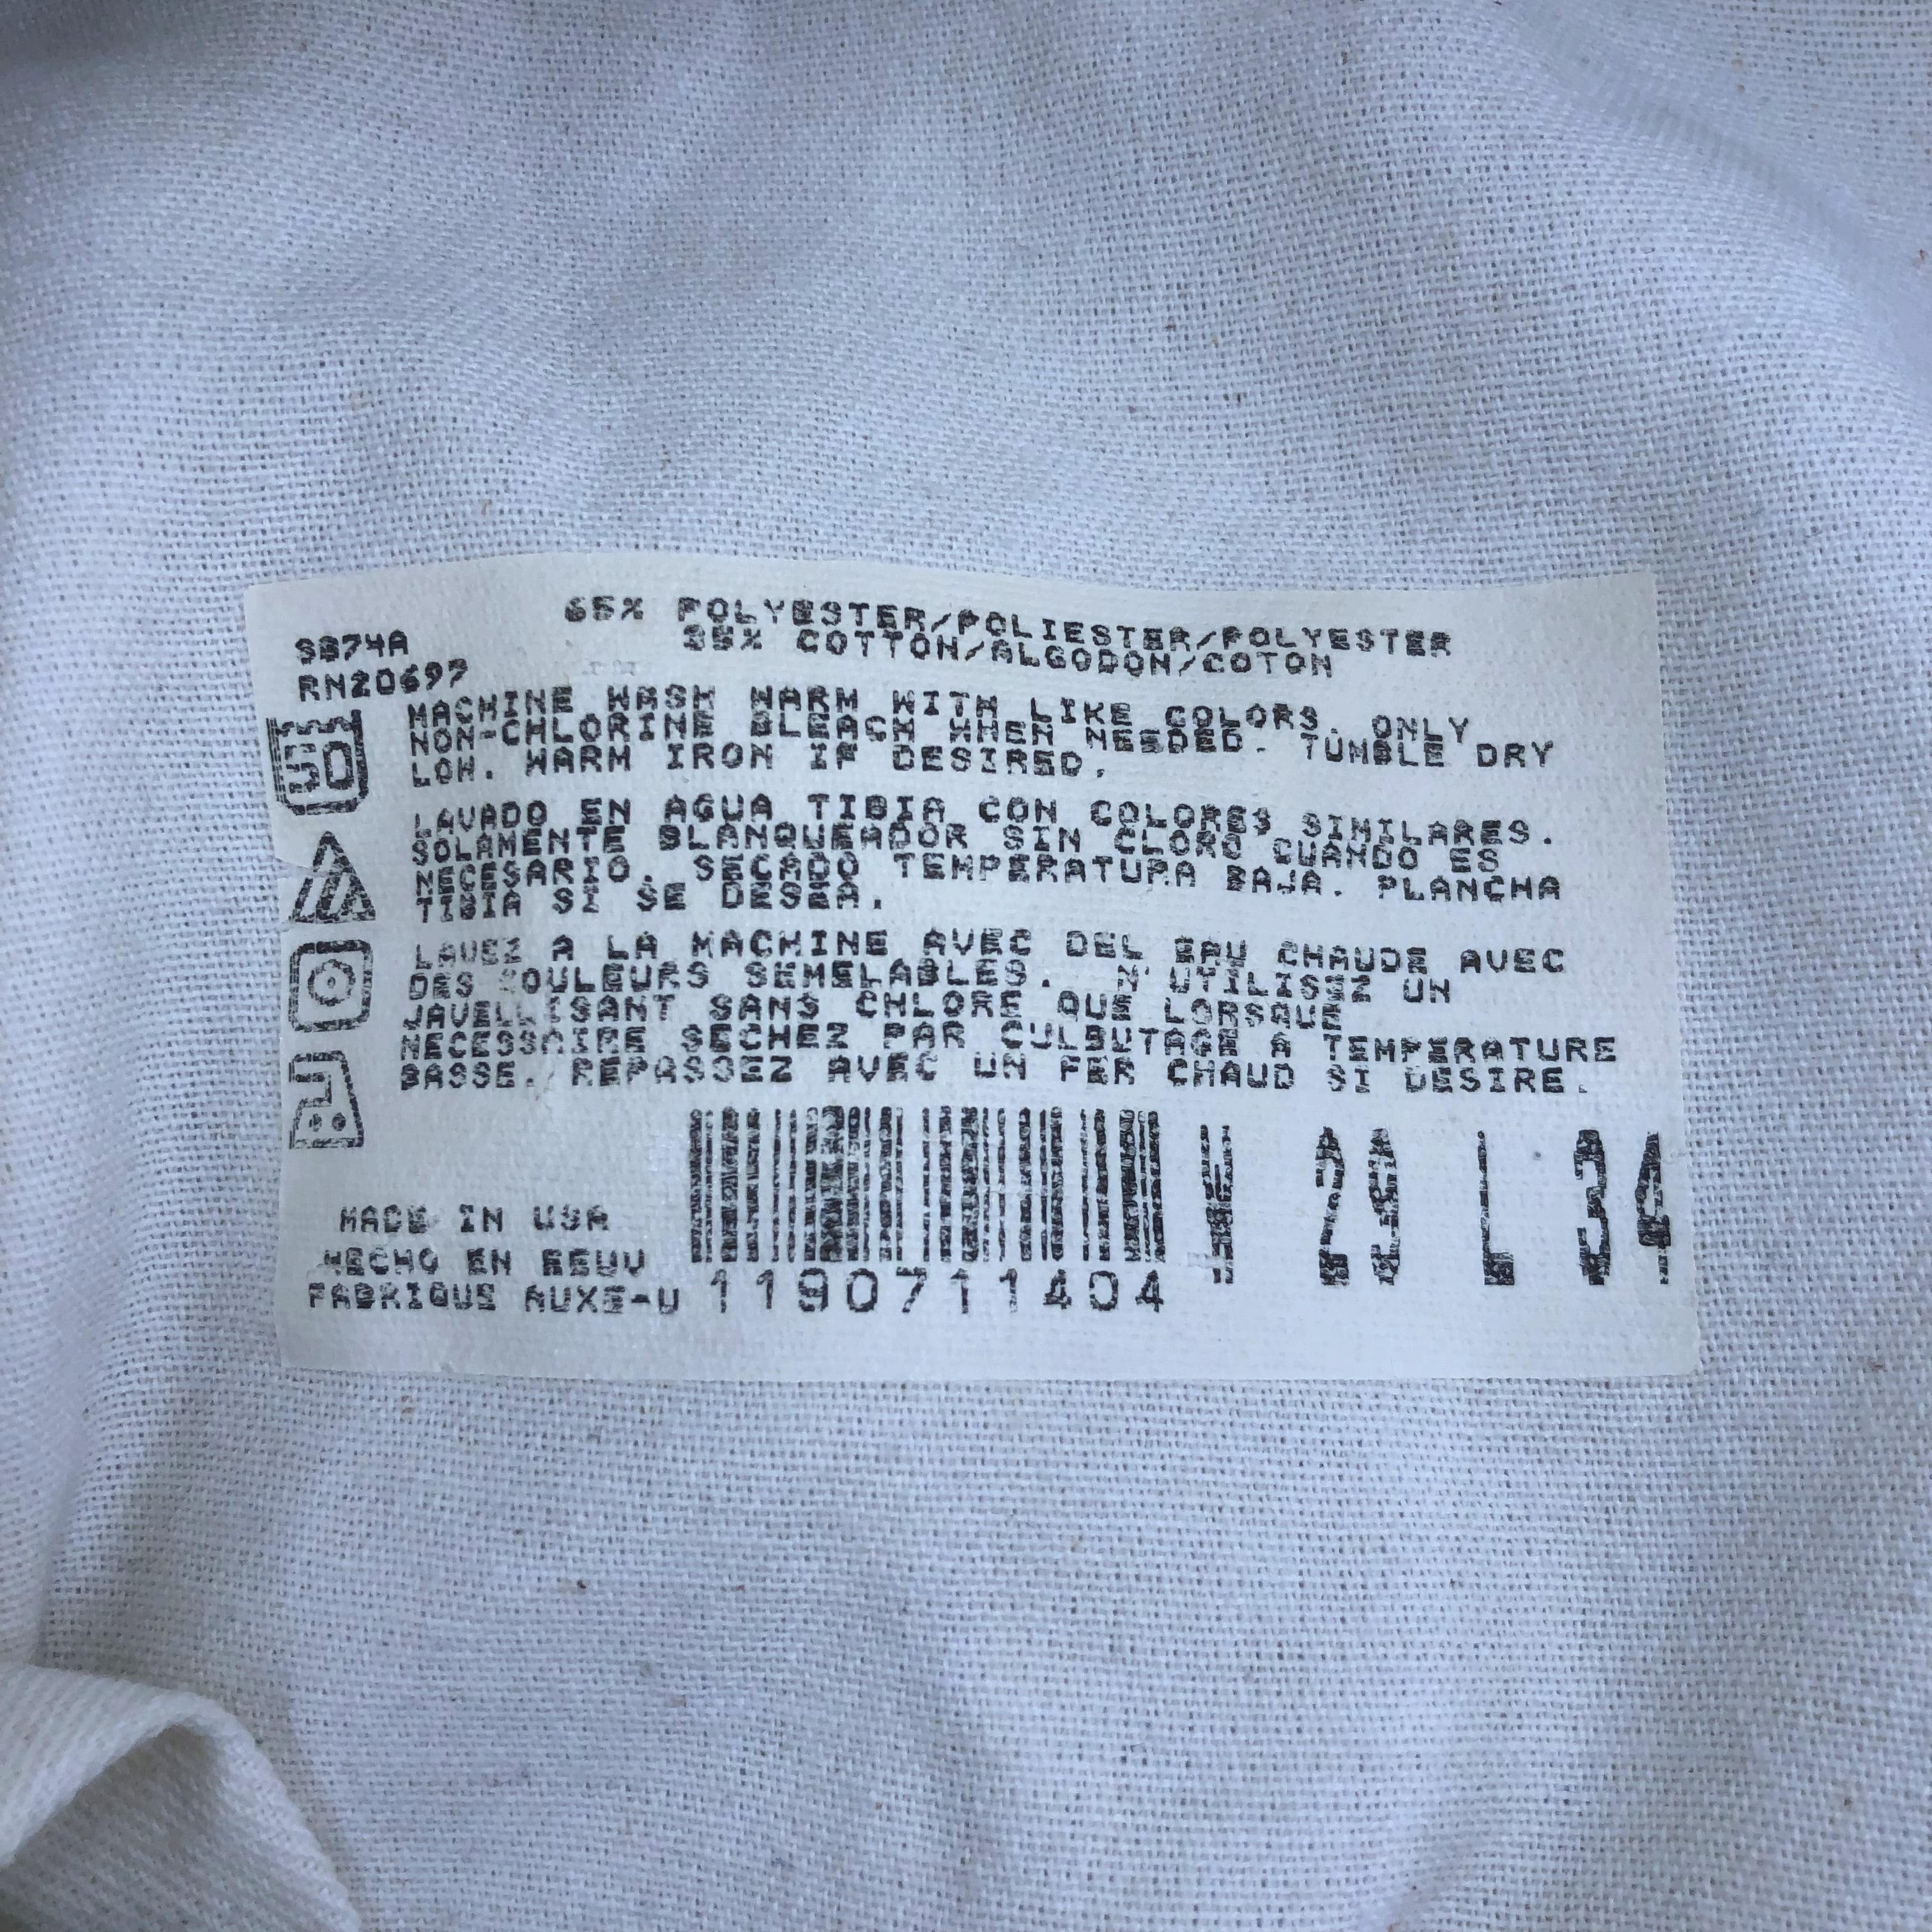 65% POLYESTER/POLIESTER/POLYESTER
35% COTTON/ALGODON/COTON
SB74A
RN20697
MACHINE WASH WARM WITH LIKE COLORS. ONLY
NON-CHLORINE BLEACH WHEN NEEDED. TUMBLE DRY
LOW. WARM IRON IF DESIRED.
50
LAVADO EN AGUA TIBIA CON COLORES SIMILARES.
SOLAMENTE BLANQUEADOR SIN CLORO CUANDO ES
NECESARIO. SECADO TEMPERATURA BAJA. PLANCHA
TIBIA SI SE DESEA.
LAVEZ A LA MACHINE AVEC DEL EAU CHAUDE AVEC
DES COULEURS SEMELABLES. N'UTILISEZ UN
JAVELLISANT SANS CHLORE QUE LORSQUE
NECESSAIRE SECHEZ PAR CULBUTAGE A TEMPERATURE
BASSE. REPASSEZ AVEC UN FER CHAUD SI DESIRE.
MADE IN USA
HECHO EN EEUU
FABRIQUE AUXE-U
1190711404
W 29 L 34